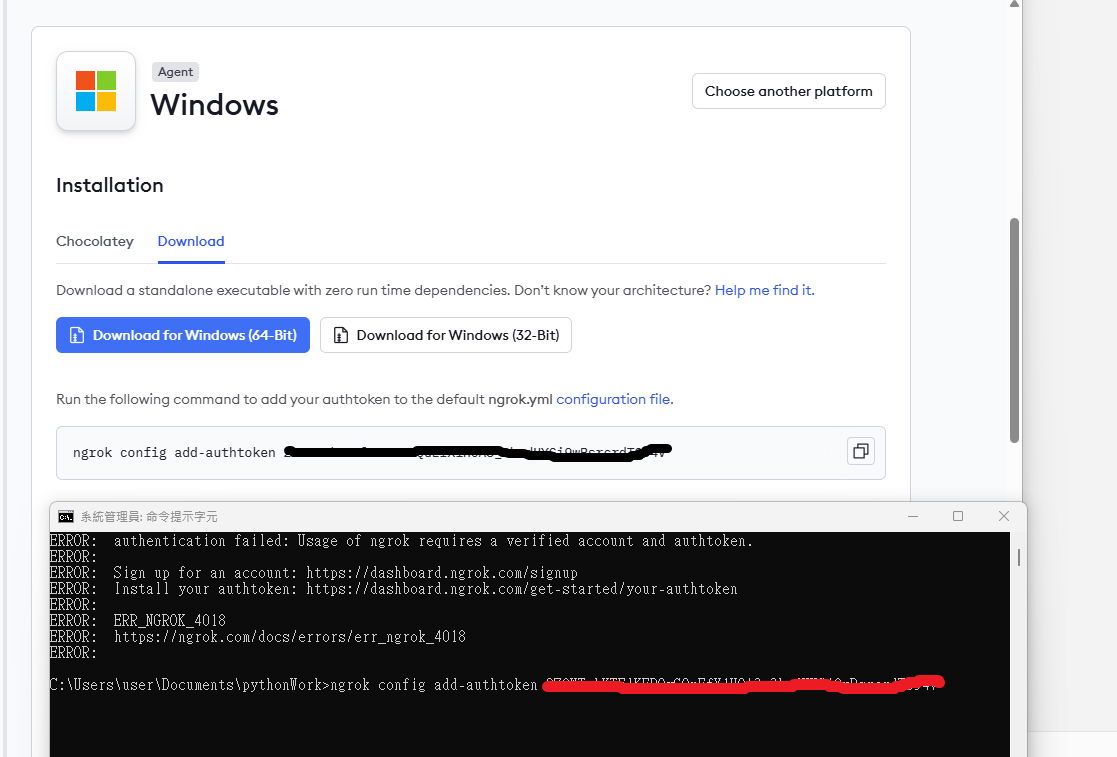 Agent
Windows
Choose another platform
Installation
Chocolatey Download
Download a standalone executable with zero run time dependencies. Don’t know your architecture? Help me find it.
Download for Windows (64-Bit) Download for Windows (32-Bit)
Run the following command to add your authtoken to the default ngrok.yml configuration file.
ngrok config add-authtoken
系統管理員: 命令提示字元
ERROR:  authentication failed: Usage of ngrok requires a verified account and authtoken.
ERROR:
ERROR:  Sign up for an account: https://dashboard.ngrok.com/signup
ERROR:  Install your authtoken: https://dashboard.ngrok.com/get-started/your-authtoken
ERROR:
ERROR:  ERR_NGROK_4018
ERROR:  https://ngrok.com/docs/errors/err_ngrok_4018
ERROR:
C:\Users\user\Documents\pythonWork>ngrok config add-authtoken